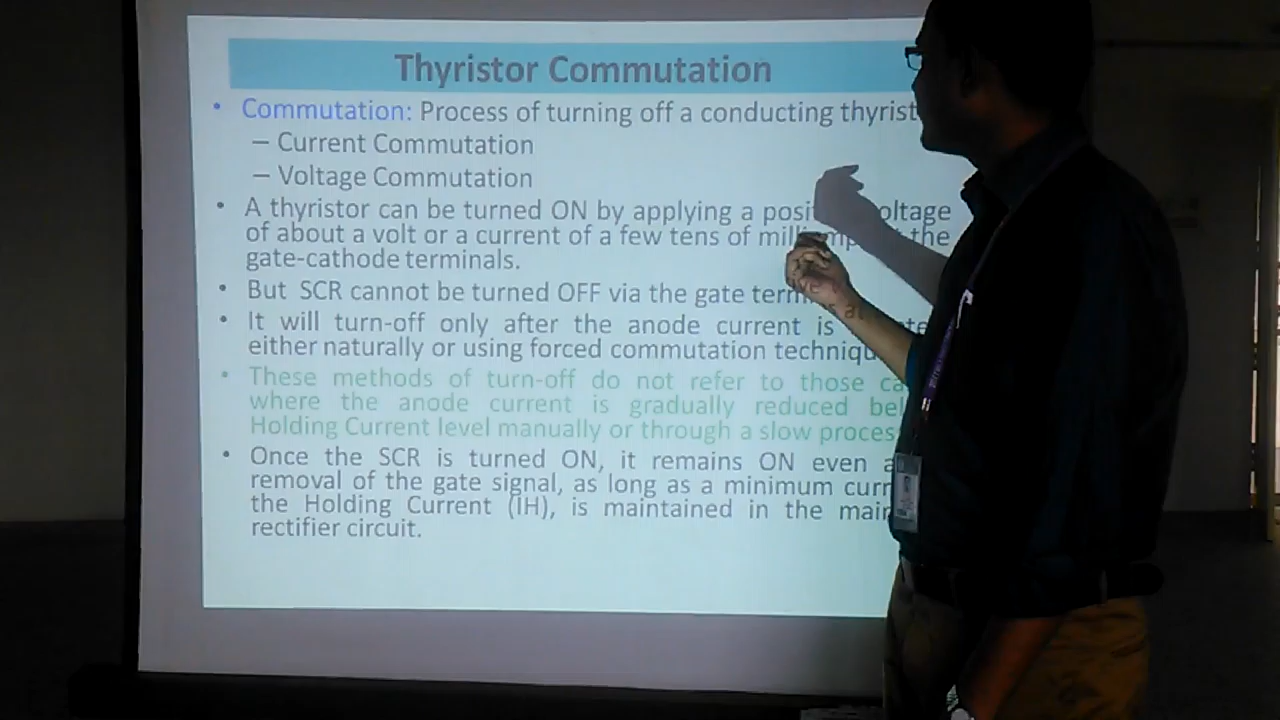 Thyristor Commutation
• Commutation: Process of turning off a conducting thyrist
– Current Commutation
– Voltage Commutation
• A thyristor can be turned ON by applying a posi oltage
of about a volt or a current of a few tens of milli the
gate-cathode terminals.
• But SCR cannot be turned OFF via the gate term
• It will turn-off only after the anode current is
either naturally or using forced commutation techniqu
• These methods of turn-off do not refer to those ca
where the anode current is gradually reduced bel
Holding Current level manually or through a slow proces
• Once the SCR is turned ON, it remains ON even a
removal of the gate signal, as long as a minimum curr
the Holding Current (IH), is maintained in the main
rectifier circuit.